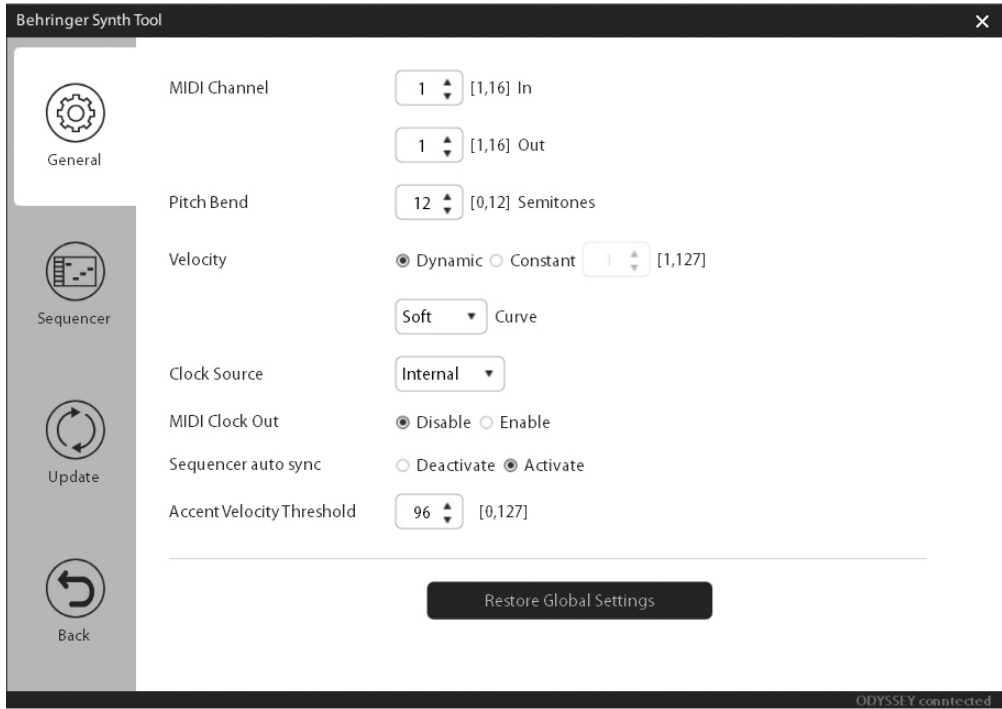 Behringer Synth Tool
MIDI Channel 1 [1,16] In
General
1 [1,16] Out
Pitch Bend 12 [0,12] Semitones
Velocity Dynamic Constant 1 [1,127]
Sequencer
Soft Curve
Clock Source Internal
MIDI Clock Out Disable Enable
Sequencer auto sync Deactivate Activate
Update
Accent Velocity Threshold 96 [0,127]
Restore Global Settings
Back
ODYSSEY conntected